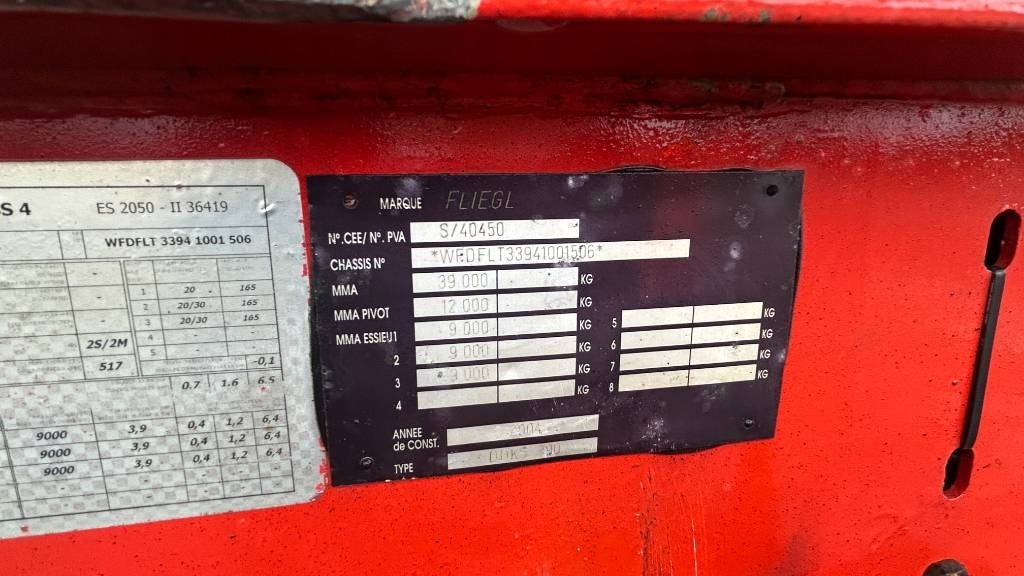 S 4 ES 2050 - II 36419
WFDFLT 3394 1001 506
1 20 165
2 20/30 165
3 20/30 165
4 - -
5 - -
2S/2M
517 -0,1
0.7 1.6 6.5
9000 3,9 0,4 1,2 6,4
9000 3,9 0,4 1,2 6,4
9000 3,9 0,4 1,2 6,4
MARQUE FLIEGL
N°.CEE/ N°. PVA S/40450
CHASSIS N° *WFDFLT33941001506*
MMA 39 000 KG
MMA PIVOT 12 000 KG
MMA ESSIEU1 9 000 KG
2 9 000 KG
3 9 000 KG
4 KG
5 KG
6 KG
7 KG
8 KG
ANNEE
de CONST. 2004
TYPE